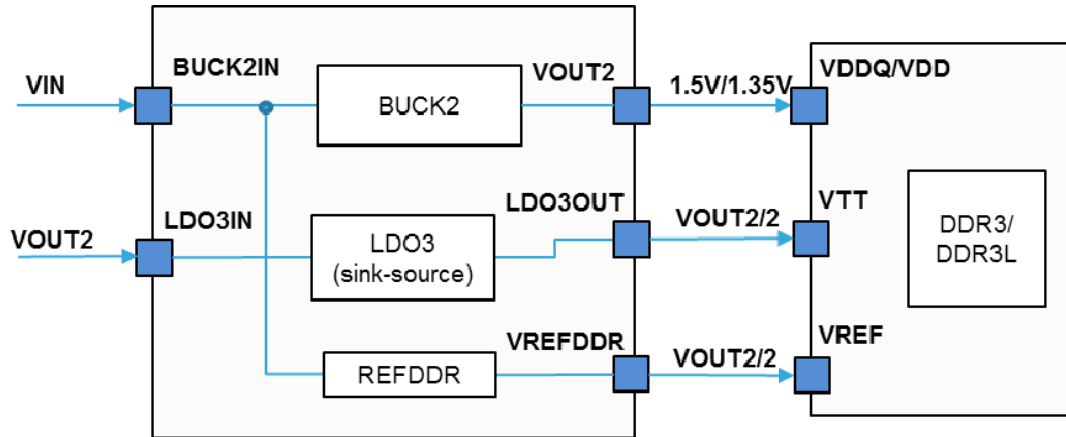 VIN
BUCK2IN
BUCK2
VOUT2
1.5V/1.35V
VDDQ/VDD
VOUT2
LDO3IN
LDO3
(sink-source)
LDO3OUT
VOUT2/2
VTT
DDR3/
DDR3L
REFDDR
VREFDDR
VOUT2/2
VREF